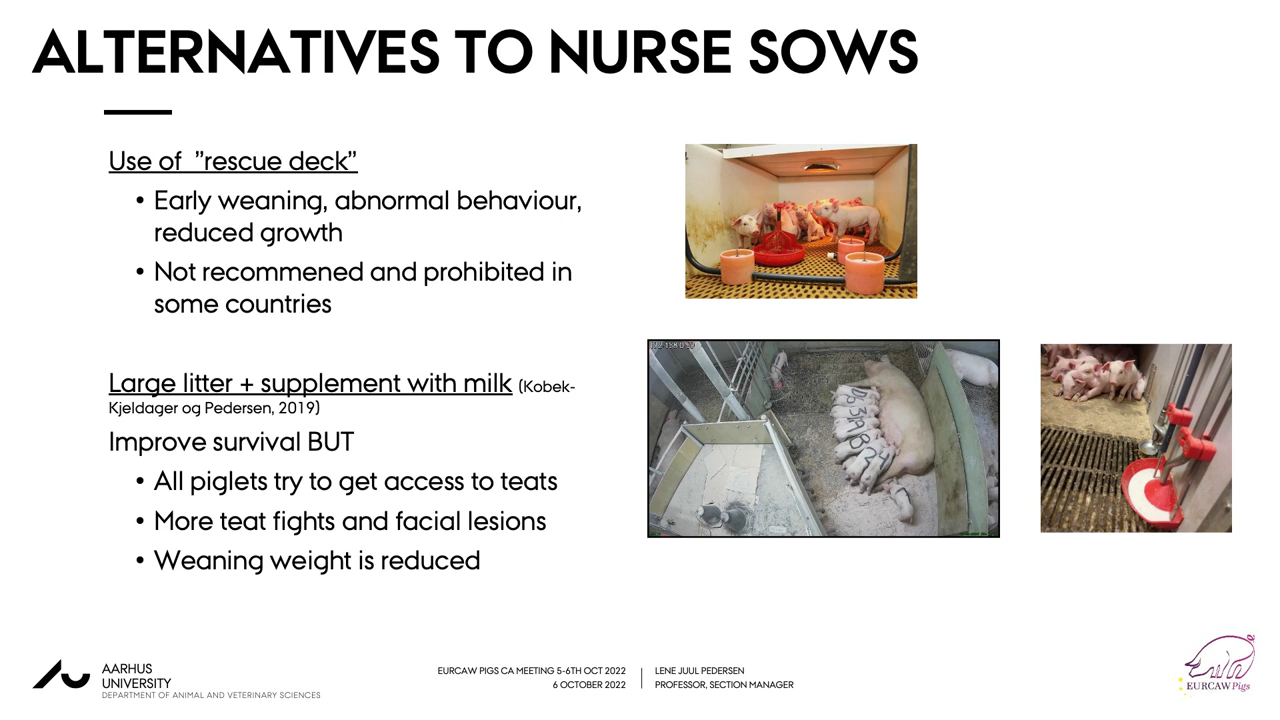 ALTERNATIVES TO NURSE SOWS
Use of ”rescue deck”
• Early weaning, abnormal behaviour,
reduced growth
• Not recommened and prohibited in
some countries
Large litter + supplement with milk (Kobek-
Kjeldager og Pedersen, 2019)
Improve survival BUT
• All piglets try to get access to teats
• More teat fights and facial lesions
• Weaning weight is reduced
AARHUS
UNIVERSITY
DEPARTMENT OF ANIMAL AND VETERINARY SCIENCES
EURCAW PIGS CA MEETING 5-6TH OCT 2022
6 OCTOBER 2022
LENE JUUL PEDERSEN
PROFESSOR, SECTION MANAGER
EURCAW Pigs